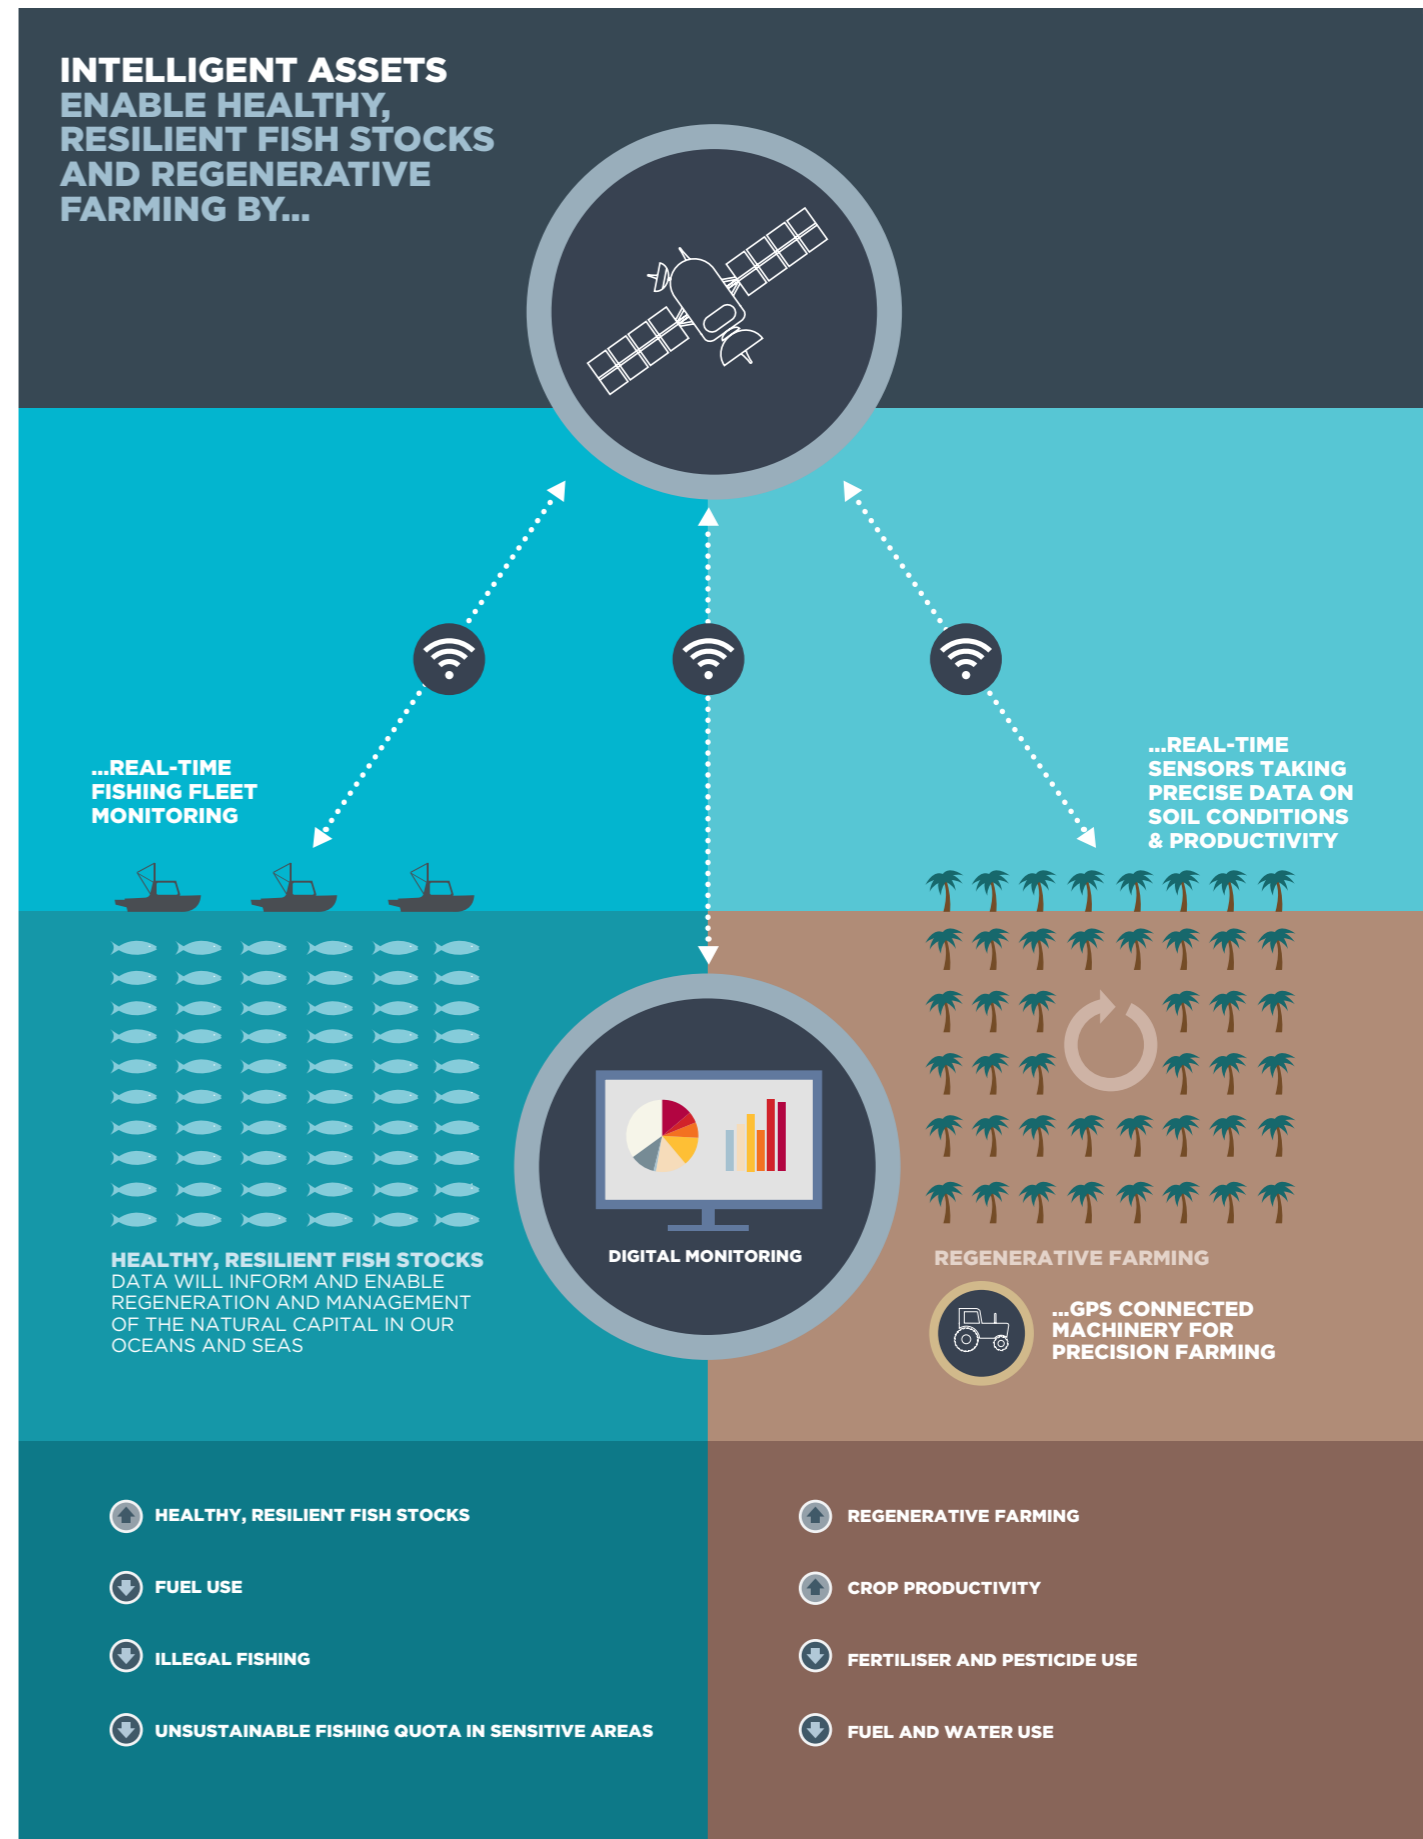 INTELLIGENT ASSETS
ENABLE HEALTHY,
RESILIENT FISH STOCKS
AND REGENERATIVE
FARMING BY...
...REAL-TIME
FISHING FLEET
MONITORING
...REAL-TIME
SENSORS TAKING
PRECISE DATA ON
SOIL CONDITIONS
& PRODUCTIVITY
HEALTHY, RESILIENT FISH STOCKS
DATA WILL INFORM AND ENABLE
REGENERATION AND MANAGEMENT
OF THE NATURAL CAPITAL IN OUR
OCEANS AND SEAS
DIGITAL MONITORING
REGENERATIVE FARMING
...GPS CONNECTED
MACHINERY FOR
PRECISION FARMING
HEALTHY, RESILIENT FISH STOCKS
FUEL USE
ILLEGAL FISHING
UNSUSTAINABLE FISHING QUOTA IN SENSITIVE AREAS
REGENERATIVE FARMING
CROP PRODUCTIVITY
FERTILISER AND PESTICIDE USE
FUEL AND WATER USE